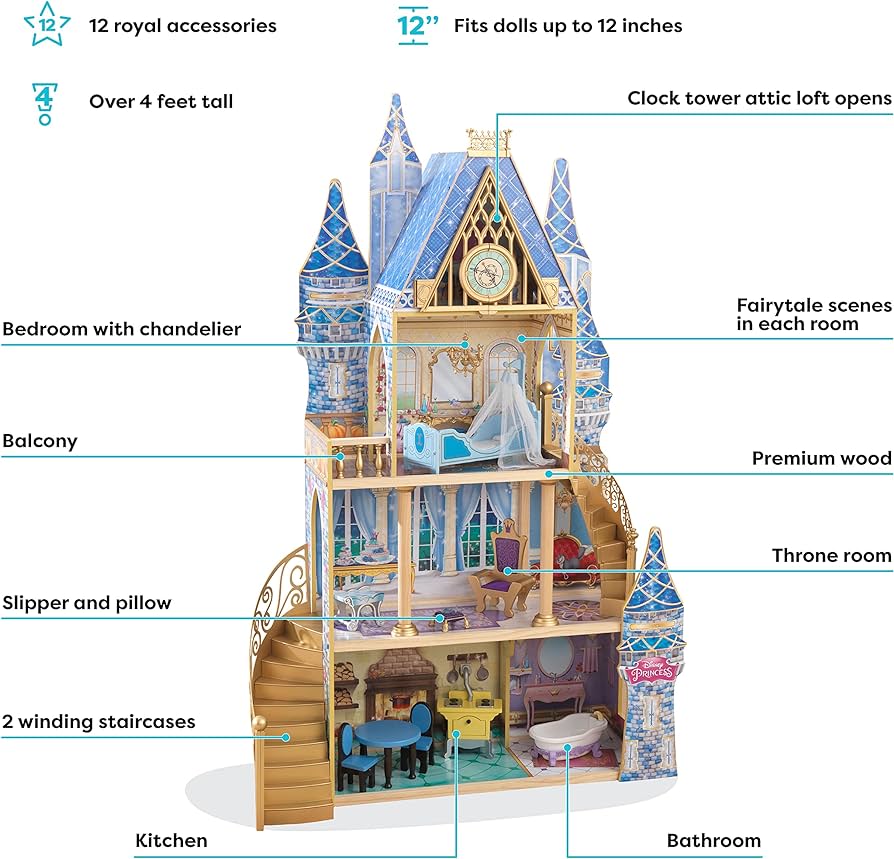 12
12 royal accessories
12”
Fits dolls up to 12 inches
4
Over 4 feet tall
Clock tower attic loft opens
Bedroom with chandelier
Fairytale scenes
in each room
Balcony
Premium wood
Throne room
Slipper and pillow
Disney
PRINCESS
2 winding staircases
Kitchen
Bathroom